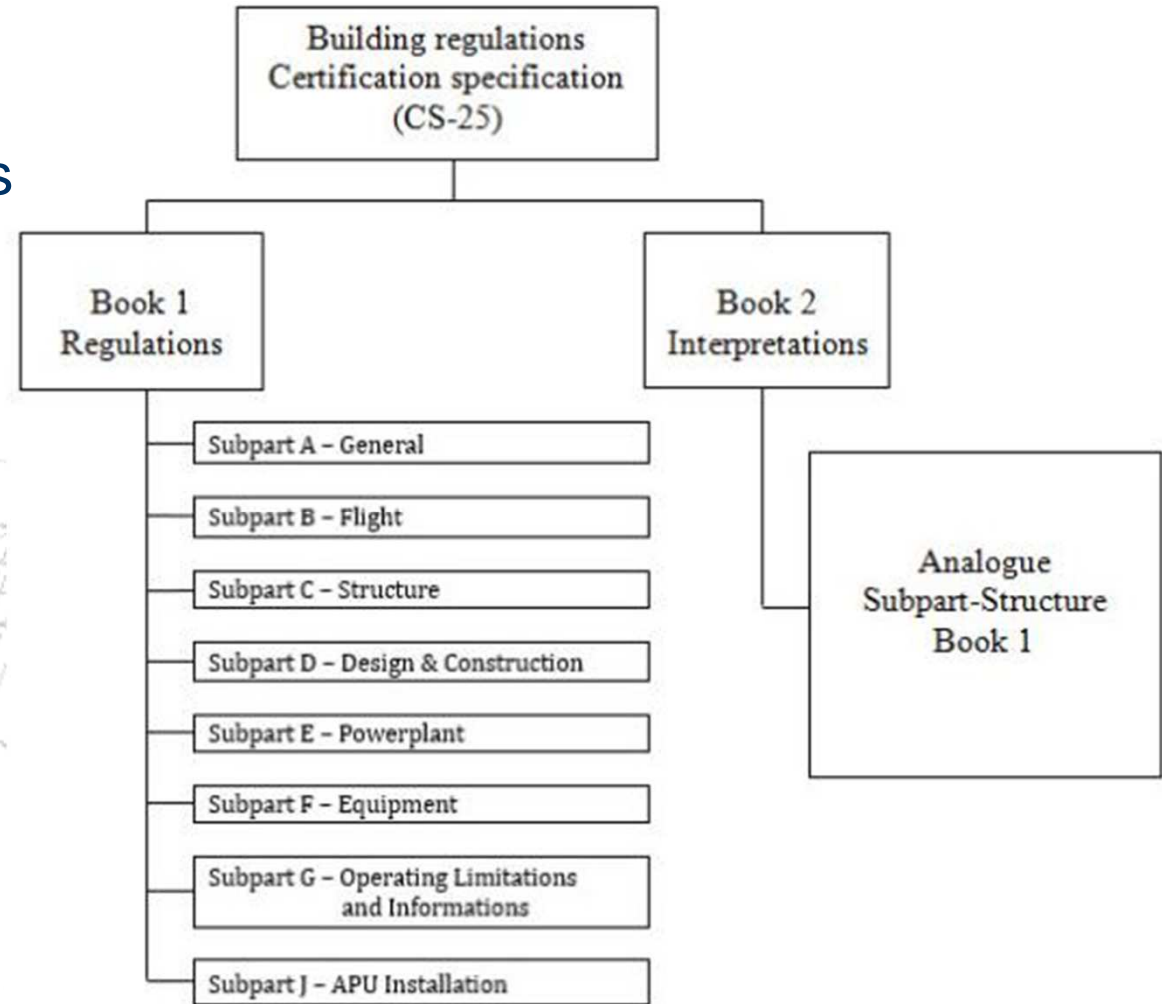 Building regulations
Certification specification
(CS-25)
s
Book 1
Regulations
Book 2
Interpretations
Subpart A – General
Subpart B – Flight
Subpart C – Structure
Subpart D – Design & Construction
Subpart E – Powerplant
Subpart F – Equipment
Subpart G – Operating Limitations
and Informations
Subpart J – APU Installation
Analogue
Subpart-Structure
Book 1